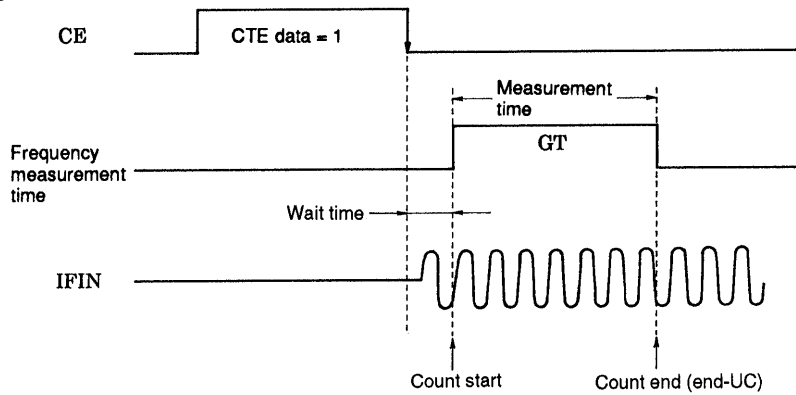 CE
CTE data = 1
Measurement
time
GT
Frequency
measurement
time
Wait time
IFIN
Count start
Count end (end-UC)